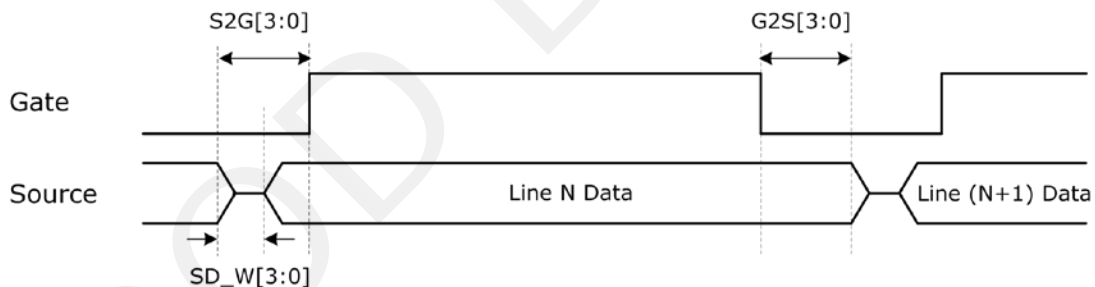 S2G[3:0] G2S[3:0]
Gate
Source Line N Data Line (N+1) Data
SD_W[3:0]